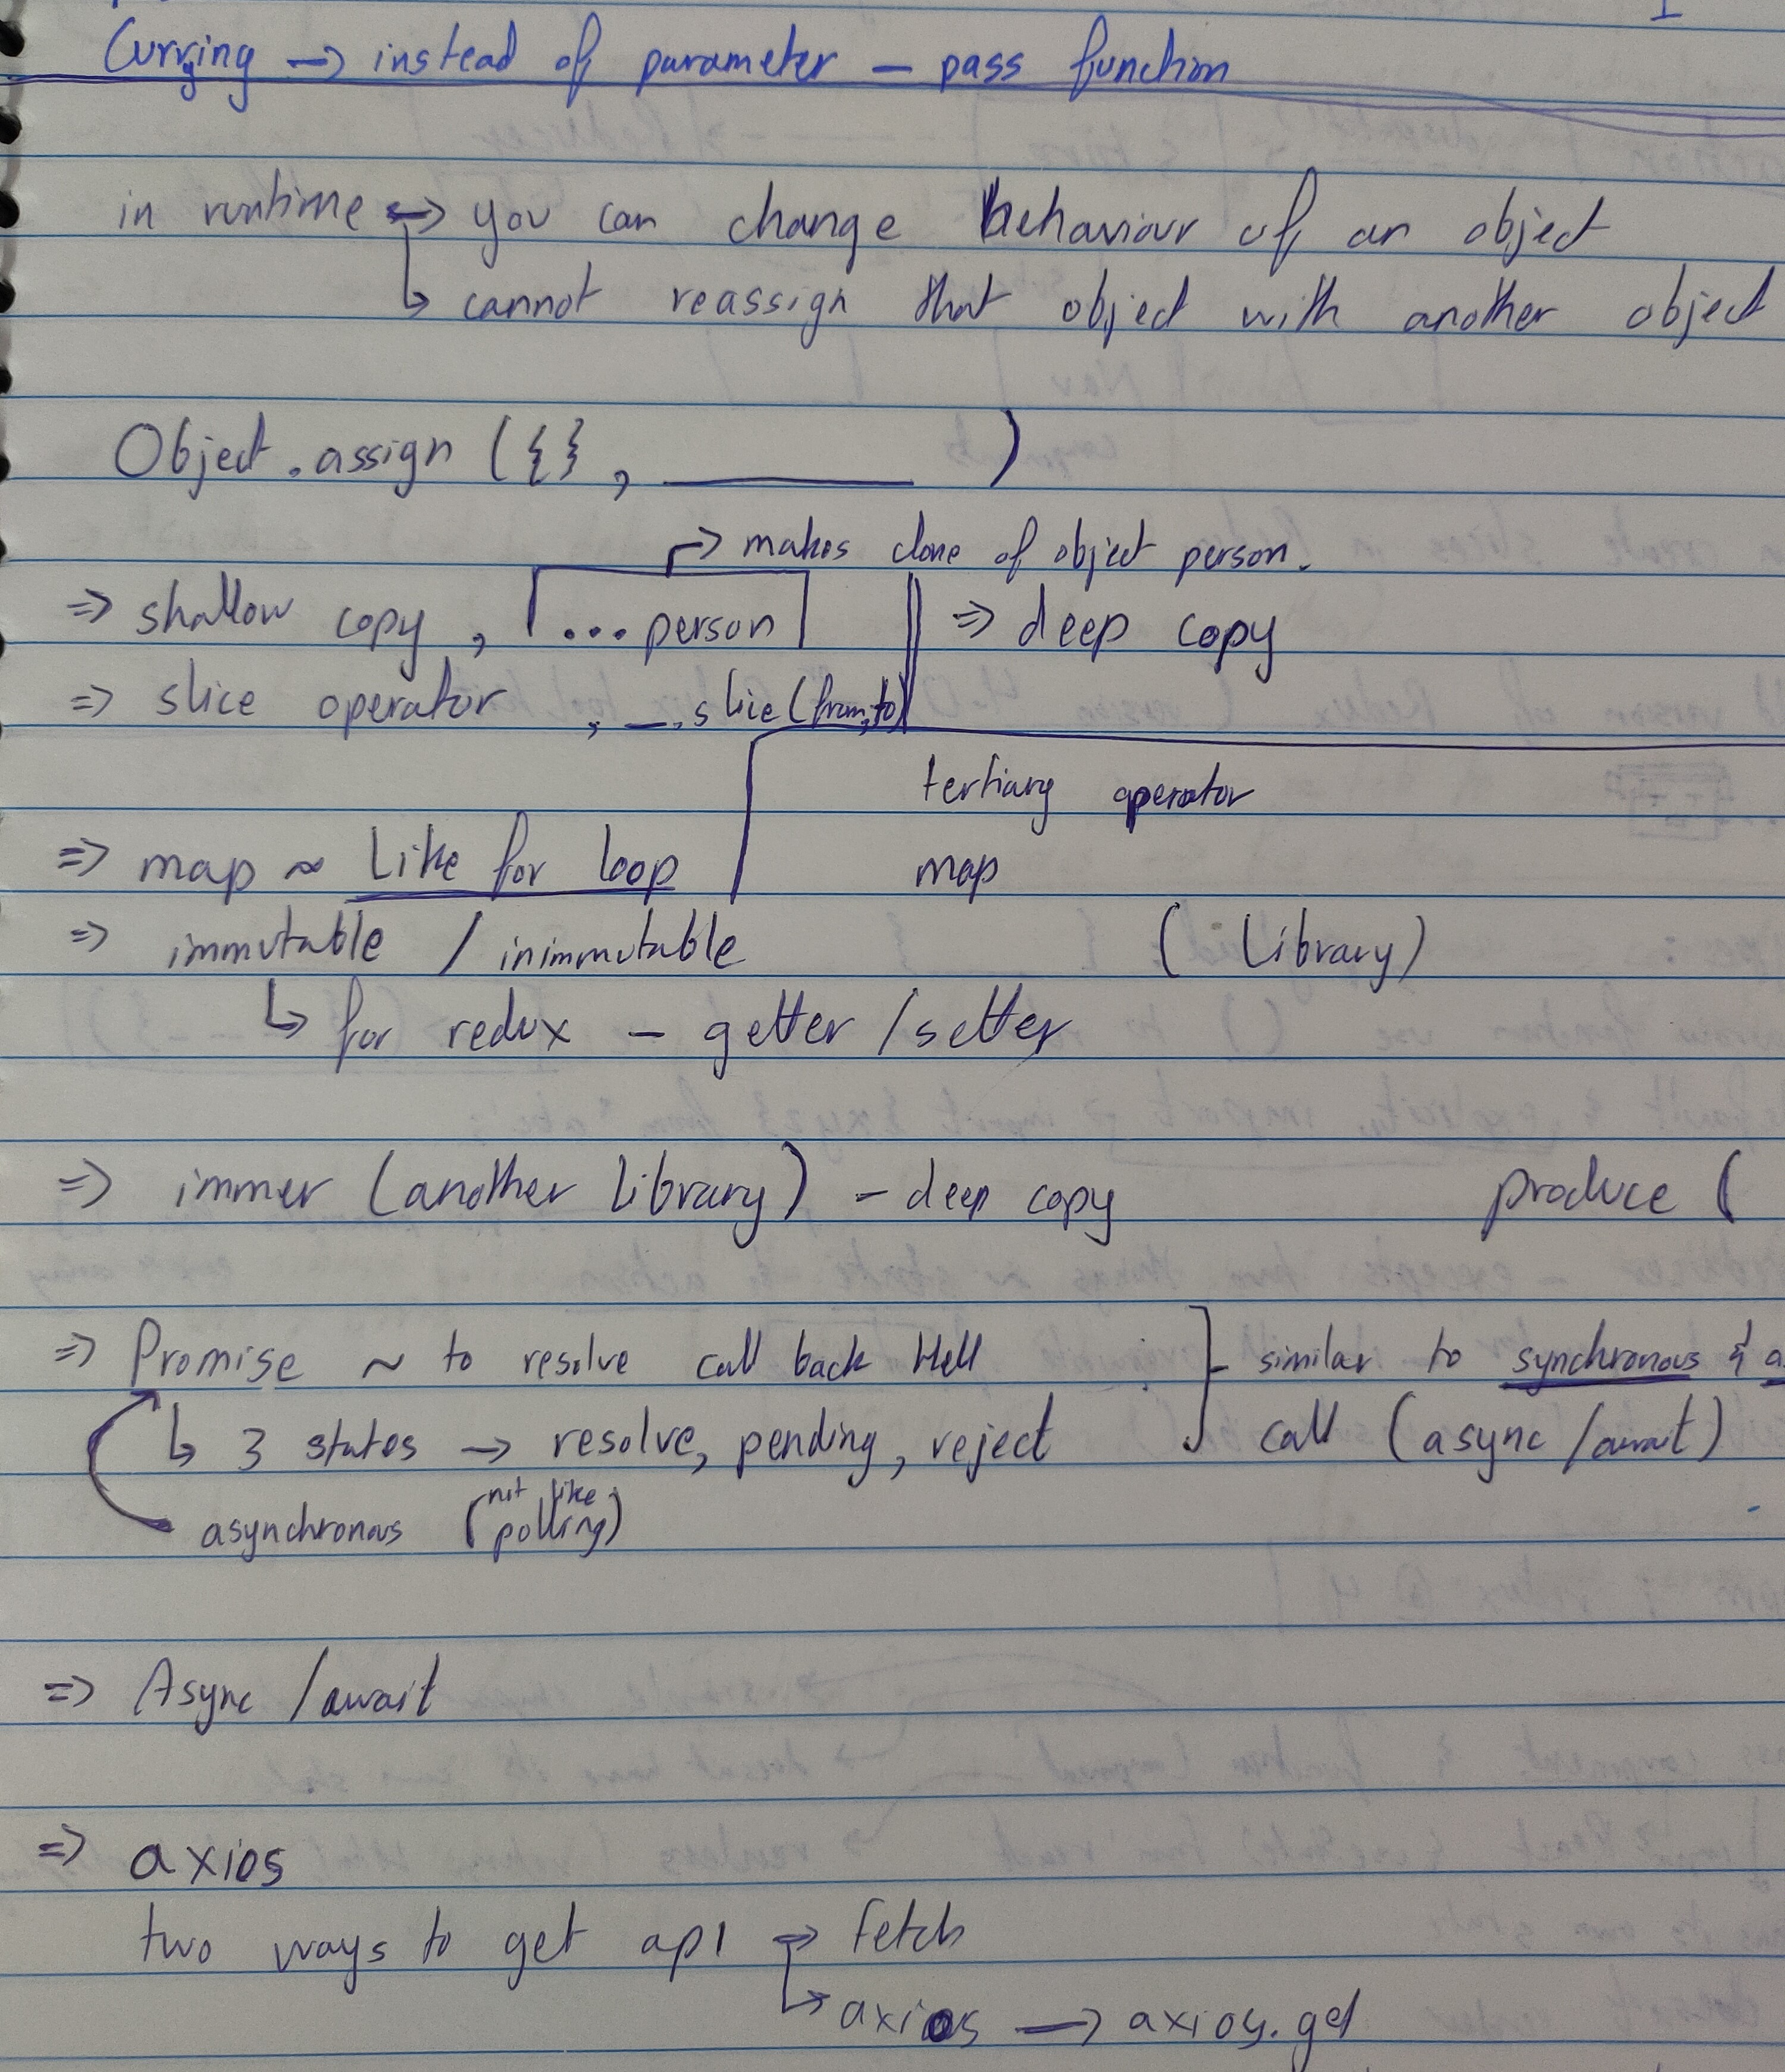 Currying → instead of parameter – pass function
in runtime ↔ you can change behaviour of an object
↳ cannot reassign that object with another object
Object.assign ({}, ______ )
→ makes clone of object person.
⇒ shallow copy, ...person ⇒ deep copy
⇒ slice operator, _.slice(from,to)
tertiary operator
⇒ map ~ Like for loop map
⇒ immutable / inimmutable (Library)
↳ for redux – getter / setter
⇒ immer (another library) – deep copy produce (
⇒ Promise ~ to resolve call back Hell } similar to synchronous & a
↳ 3 states → resolve, pending, reject call (async / await)
asynchronous (not like polling)
⇒ Async / await
⇒ axios
two ways to get api ⇒ fetch
↳ axios → axios.get